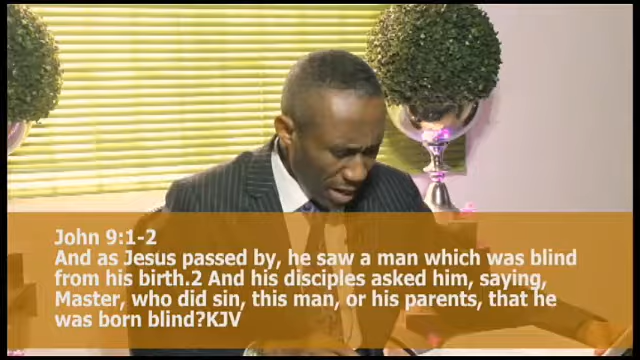 John 9:1-2
And as Jesus passed by, he saw a man which was blind
from his birth.2 And his disciples asked him, saying,
Master, who did sin, this man, or his parents, that he
was born blind?KJV